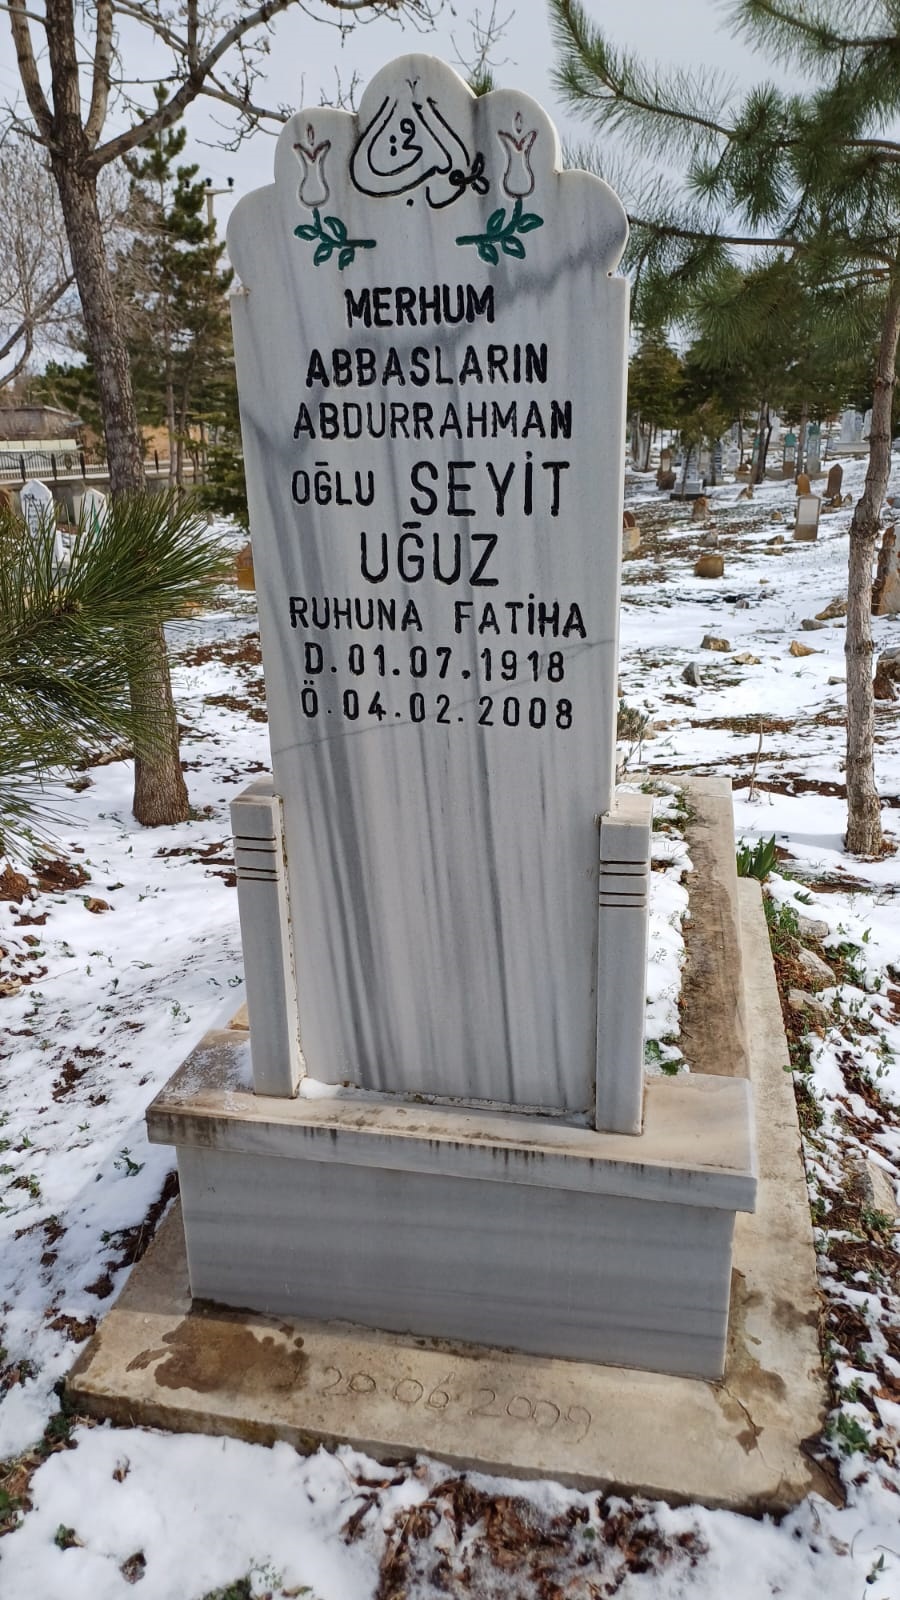 هو الباقي
MERHUM
ABBASLARIN
ABDURRAHMAN
OĞLU SEYİT
UĞUZ
RUHUNA FATİHA
D.01.07.1918
Ö.04.02.2008
20 06 2009